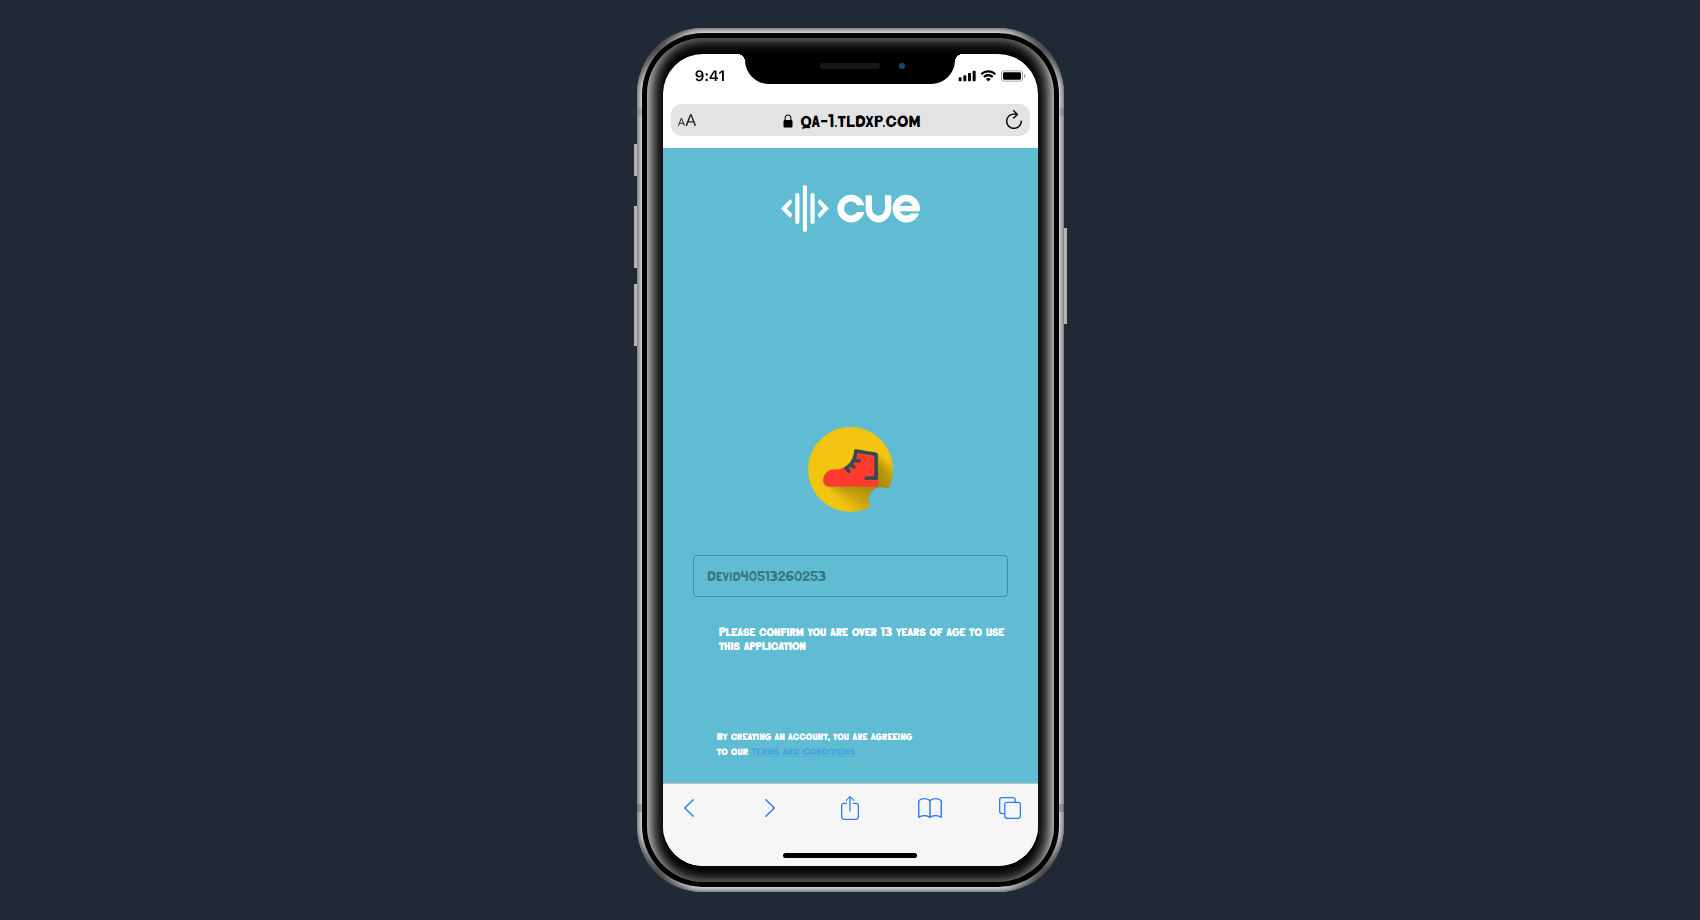 9:41
AA
QA-1.TLDXP.COM
cue
Devid40513260253
Please confirm you are over 13 years of age to use
this application
By creating an account, you are agreeing
to our Terms and Conditions